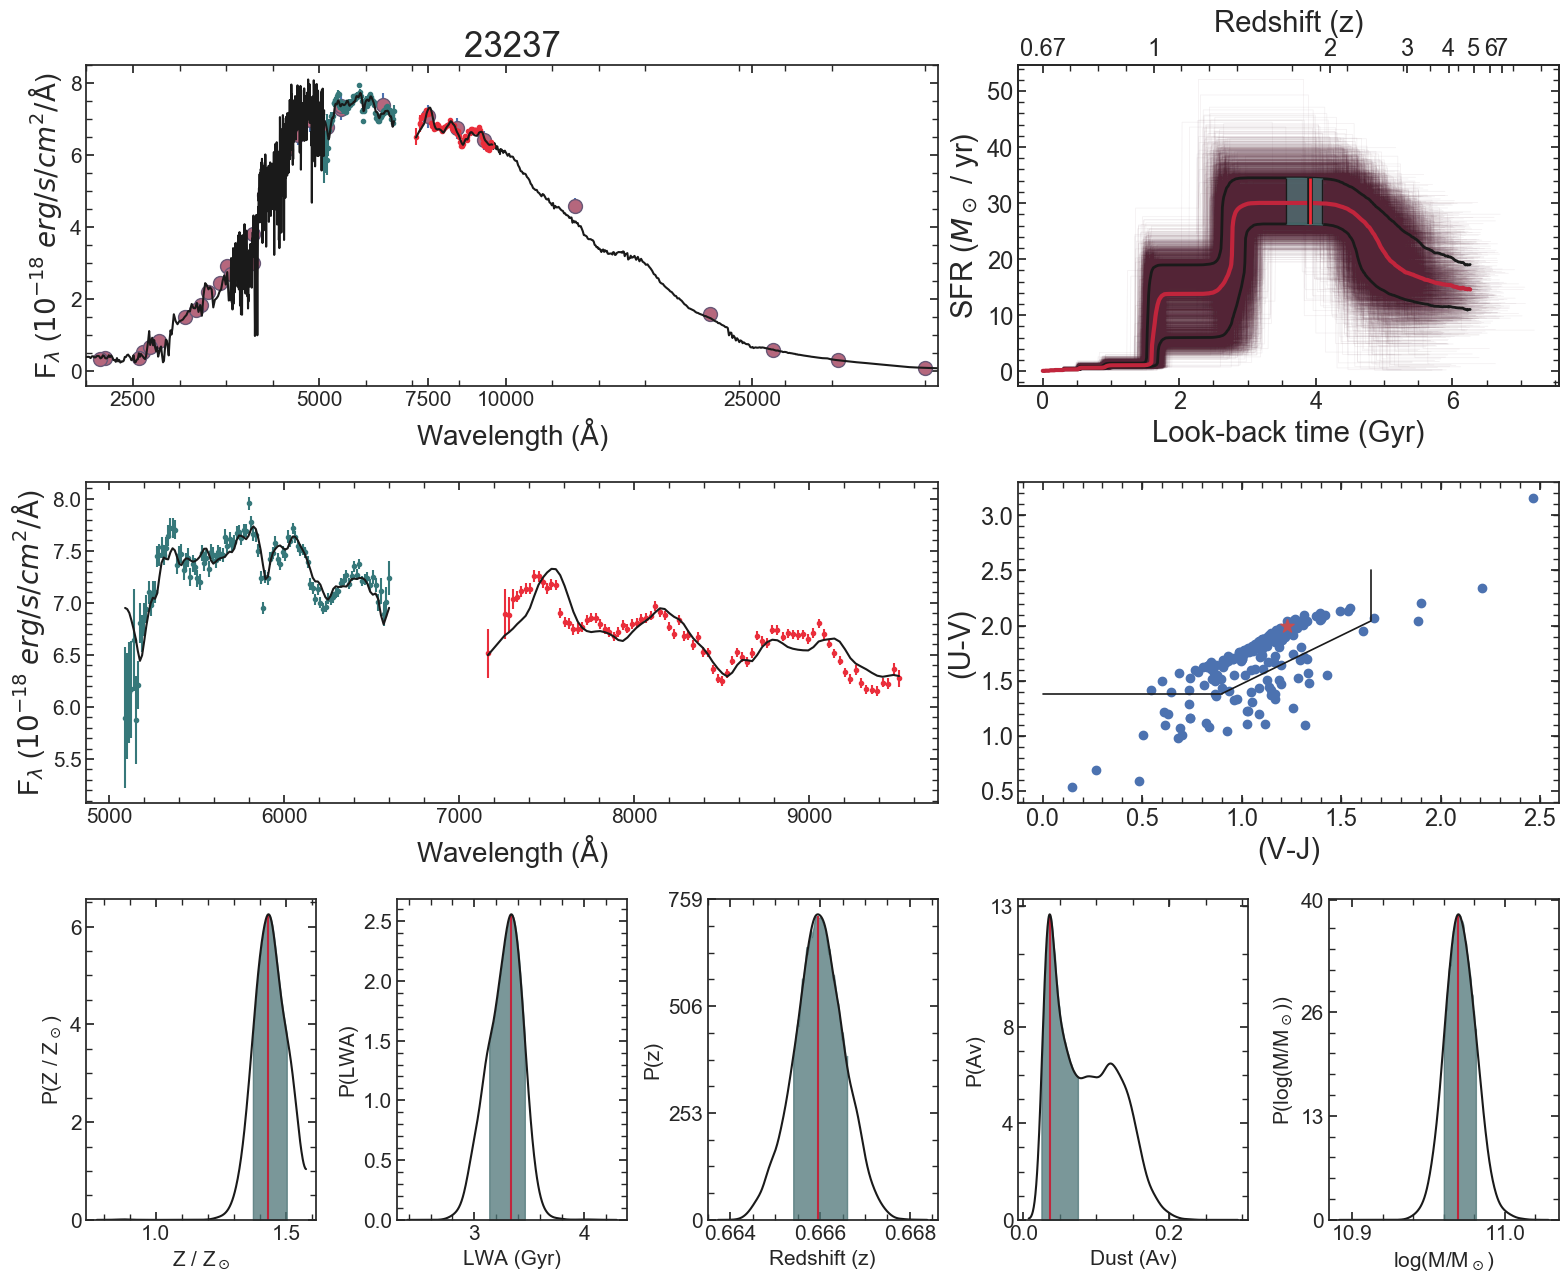 23237
8
6
4
2
0
F_λ (10^−18 erg/s/cm^2/Å)
2500 5000 7500 10000 25000
Wavelength (Å)
Redshift (z)
0.67 1 2 3 4 5 6 7
50
40
30
20
10
0
SFR (M_⊙ / yr)
0 2 4 6
Look-back time (Gyr)
8.0
7.5
7.0
6.5
6.0
5.5
F_λ (10^−18 erg/s/cm^2/Å)
5000 6000 7000 8000 9000
Wavelength (Å)
3.0
2.5
2.0
1.5
1.0
0.5
(U-V)
0.0 0.5 1.0 1.5 2.0 2.5
(V-J)
6
4
2
0
P(Z / Z_⊙)
1.0 1.5
Z / Z_⊙
2.5
2.0
1.5
1.0
0.5
0.0
P(LWA)
3 4
LWA (Gyr)
759
506
253
0
P(z)
0.664 0.666 0.668
Redshift (z)
13
8
4
0
P(Av)
0.0 0.2
Dust (Av)
40
26
13
0
P(log(M/M_⊙))
10.9 11.0
log(M/M_⊙)